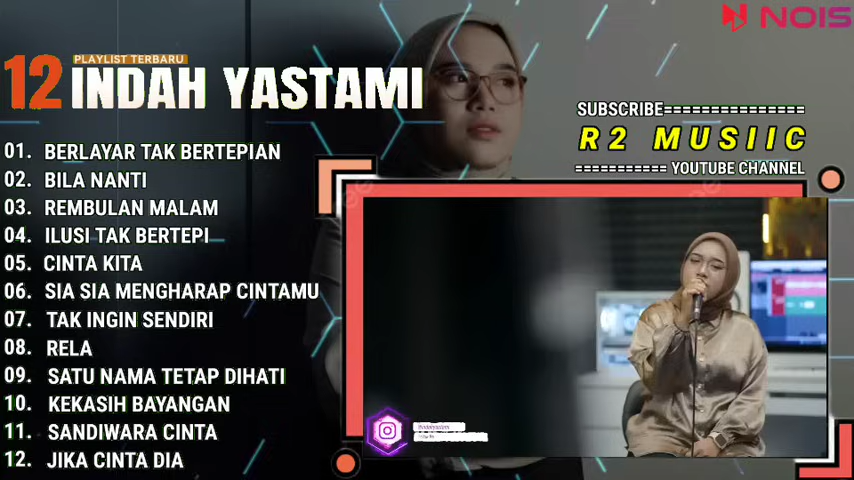 NOIS
PLAYLIST TERBARU
12 INDAH YASTAMI
SUBSCRIBE===============
R2 MUSIIC
=========== YOUTUBE CHANNEL
01. BERLAYAR TAK BERTEPIAN
02. BILA NANTI
03. REMBULAN MALAM
04. ILUSI TAK BERTEPI
05. CINTA KITA
06. SIA SIA MENGHARAP CINTAMU
07. TAK INGIN SENDIRI
08. RELA
09. SATU NAMA TETAP DIHATI
10. KEKASIH BAYANGAN
11. SANDIWARA CINTA
12. JIKA CINTA DIA